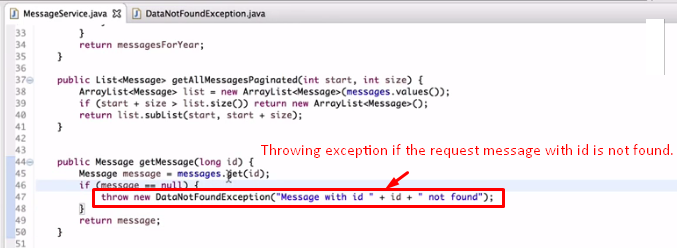 MessageService.java DataNotFoundException.java
33 }
34 return messagesForYear;
35 }
36
37 public List<Message> getAllMessagesPaginated(int start, int size) {
38 ArrayList<Message> list = new ArrayList<Message>(messages.values());
39 if (start + size > list.size()) return new ArrayList<Message>();
40 return list.subList(start, start + size);
41 }
42
43
Throwing exception if the request message with id is not found.
44 public Message getMessage(long id) {
45 Message message = messages.get(id);
46 if (message == null) {
47 throw new DataNotFoundException("Message with id " + id + " not found");
48 }
49 return message;
50 }
51